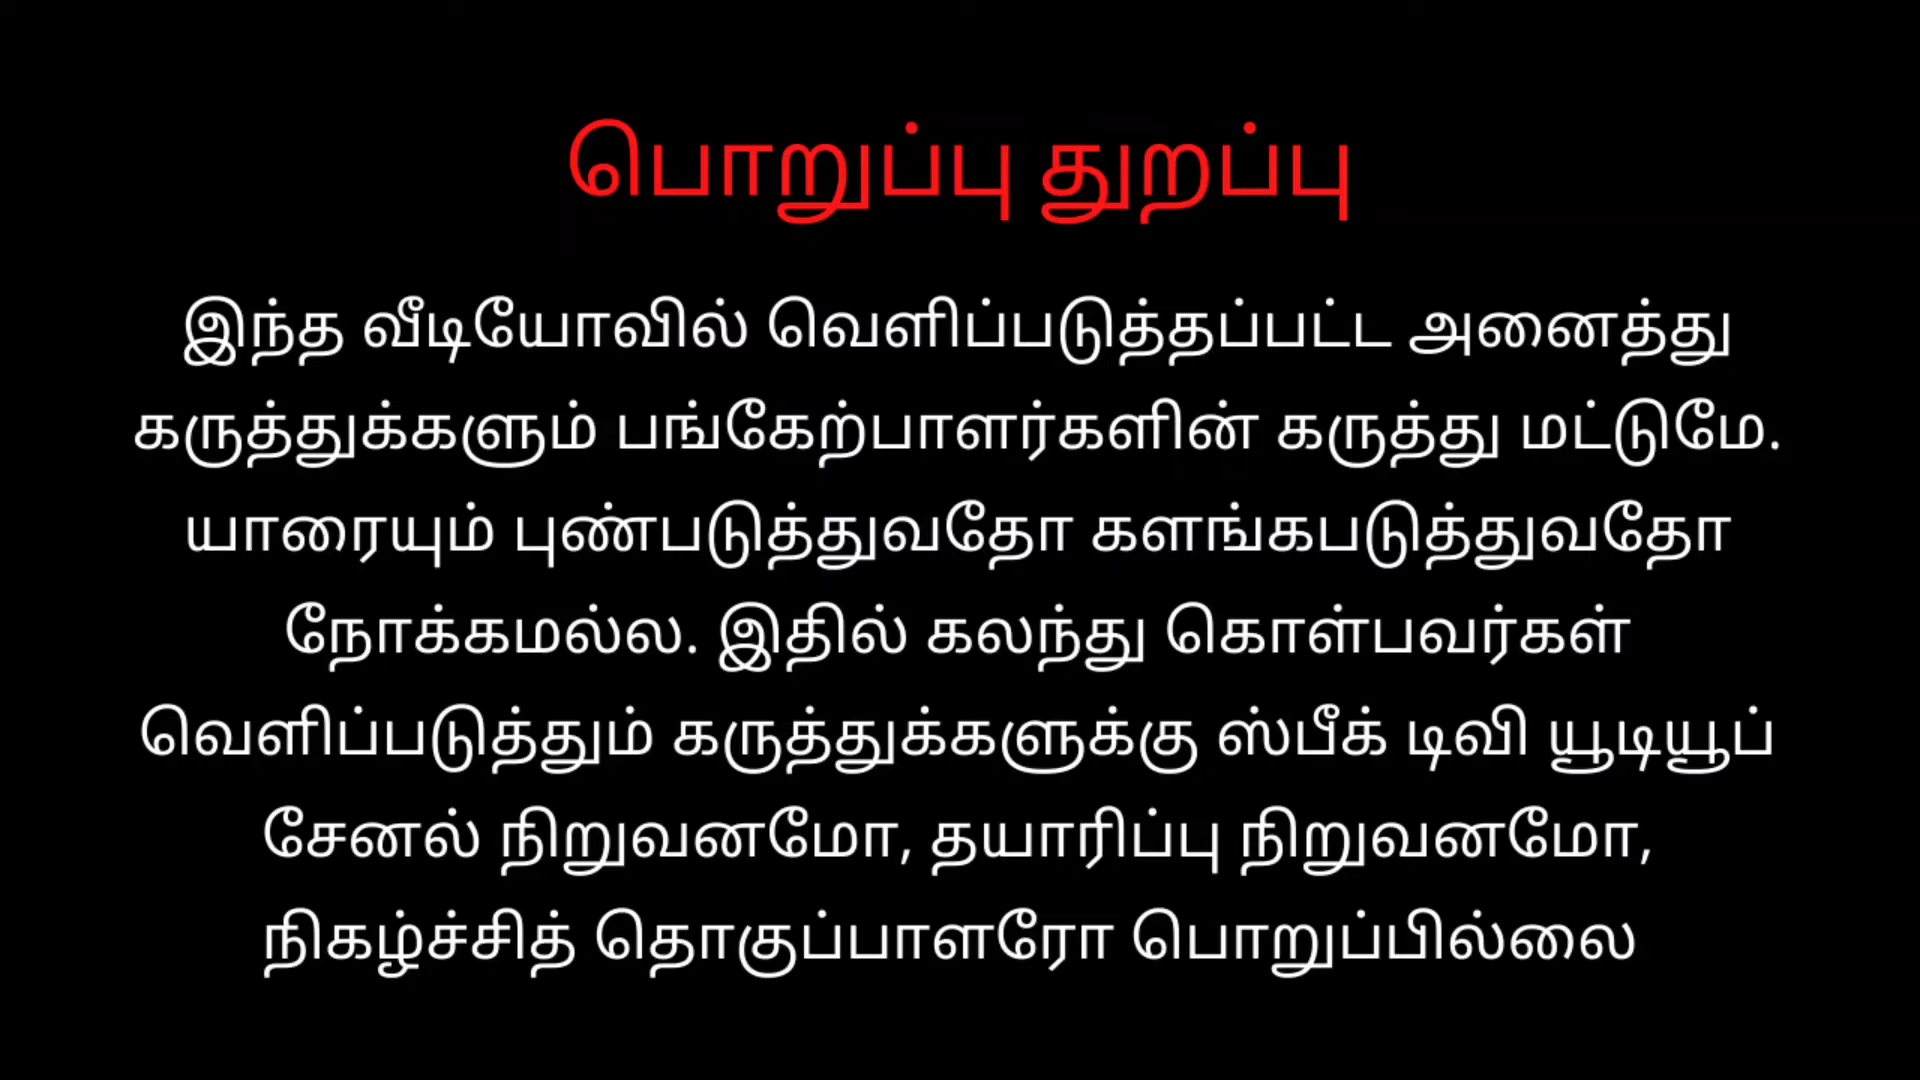 பொறுப்பு துறப்பு
இந்த வீடியோவில் வெளிப்படுத்தப்பட்ட அனைத்து
கருத்துக்களும் பங்கேற்பாளர்களின் கருத்து மட்டுமே.
யாரையும் புண்படுத்துவதோ களங்கபடுத்துவதோ
நோக்கமல்ல. இதில் கலந்து கொள்பவர்கள்
வெளிப்படுத்தும் கருத்துக்களுக்கு ஸ்பீக் டிவி யூடியூப்
சேனல் நிறுவனமோ, தயாரிப்பு நிறுவனமோ,
நிகழ்ச்சித் தொகுப்பாளரோ பொறுப்பில்லை